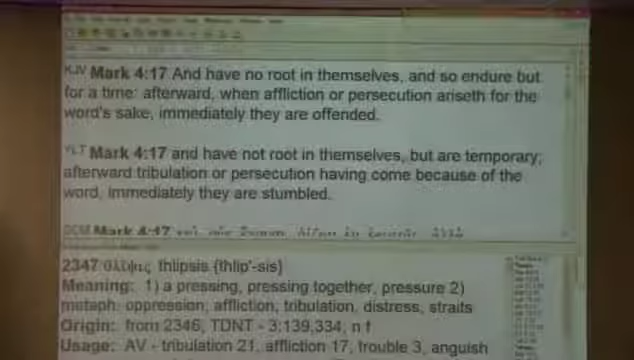 KJV Mark 4:17 And have no root in themselves, and so endure but
for a time: afterward, when affliction or persecution ariseth for the
word's sake, immediately they are offended.
YLT Mark 4:17 and have not root in themselves, but are temporary;
afterward tribulation or persecution having come because of the
word, immediately they are stumbled.
Mark 4:17
2347 θλῖψις thlipsis {thlip'-sis}
Meaning: 1) a pressing, pressing together, pressure 2)
metaph. oppression, affliction, tribulation, distress, straits
Origin: from 2346; TDNT - 3:139,334; n f
Usage: AV - tribulation 21, affliction 17, trouble 3, anguish